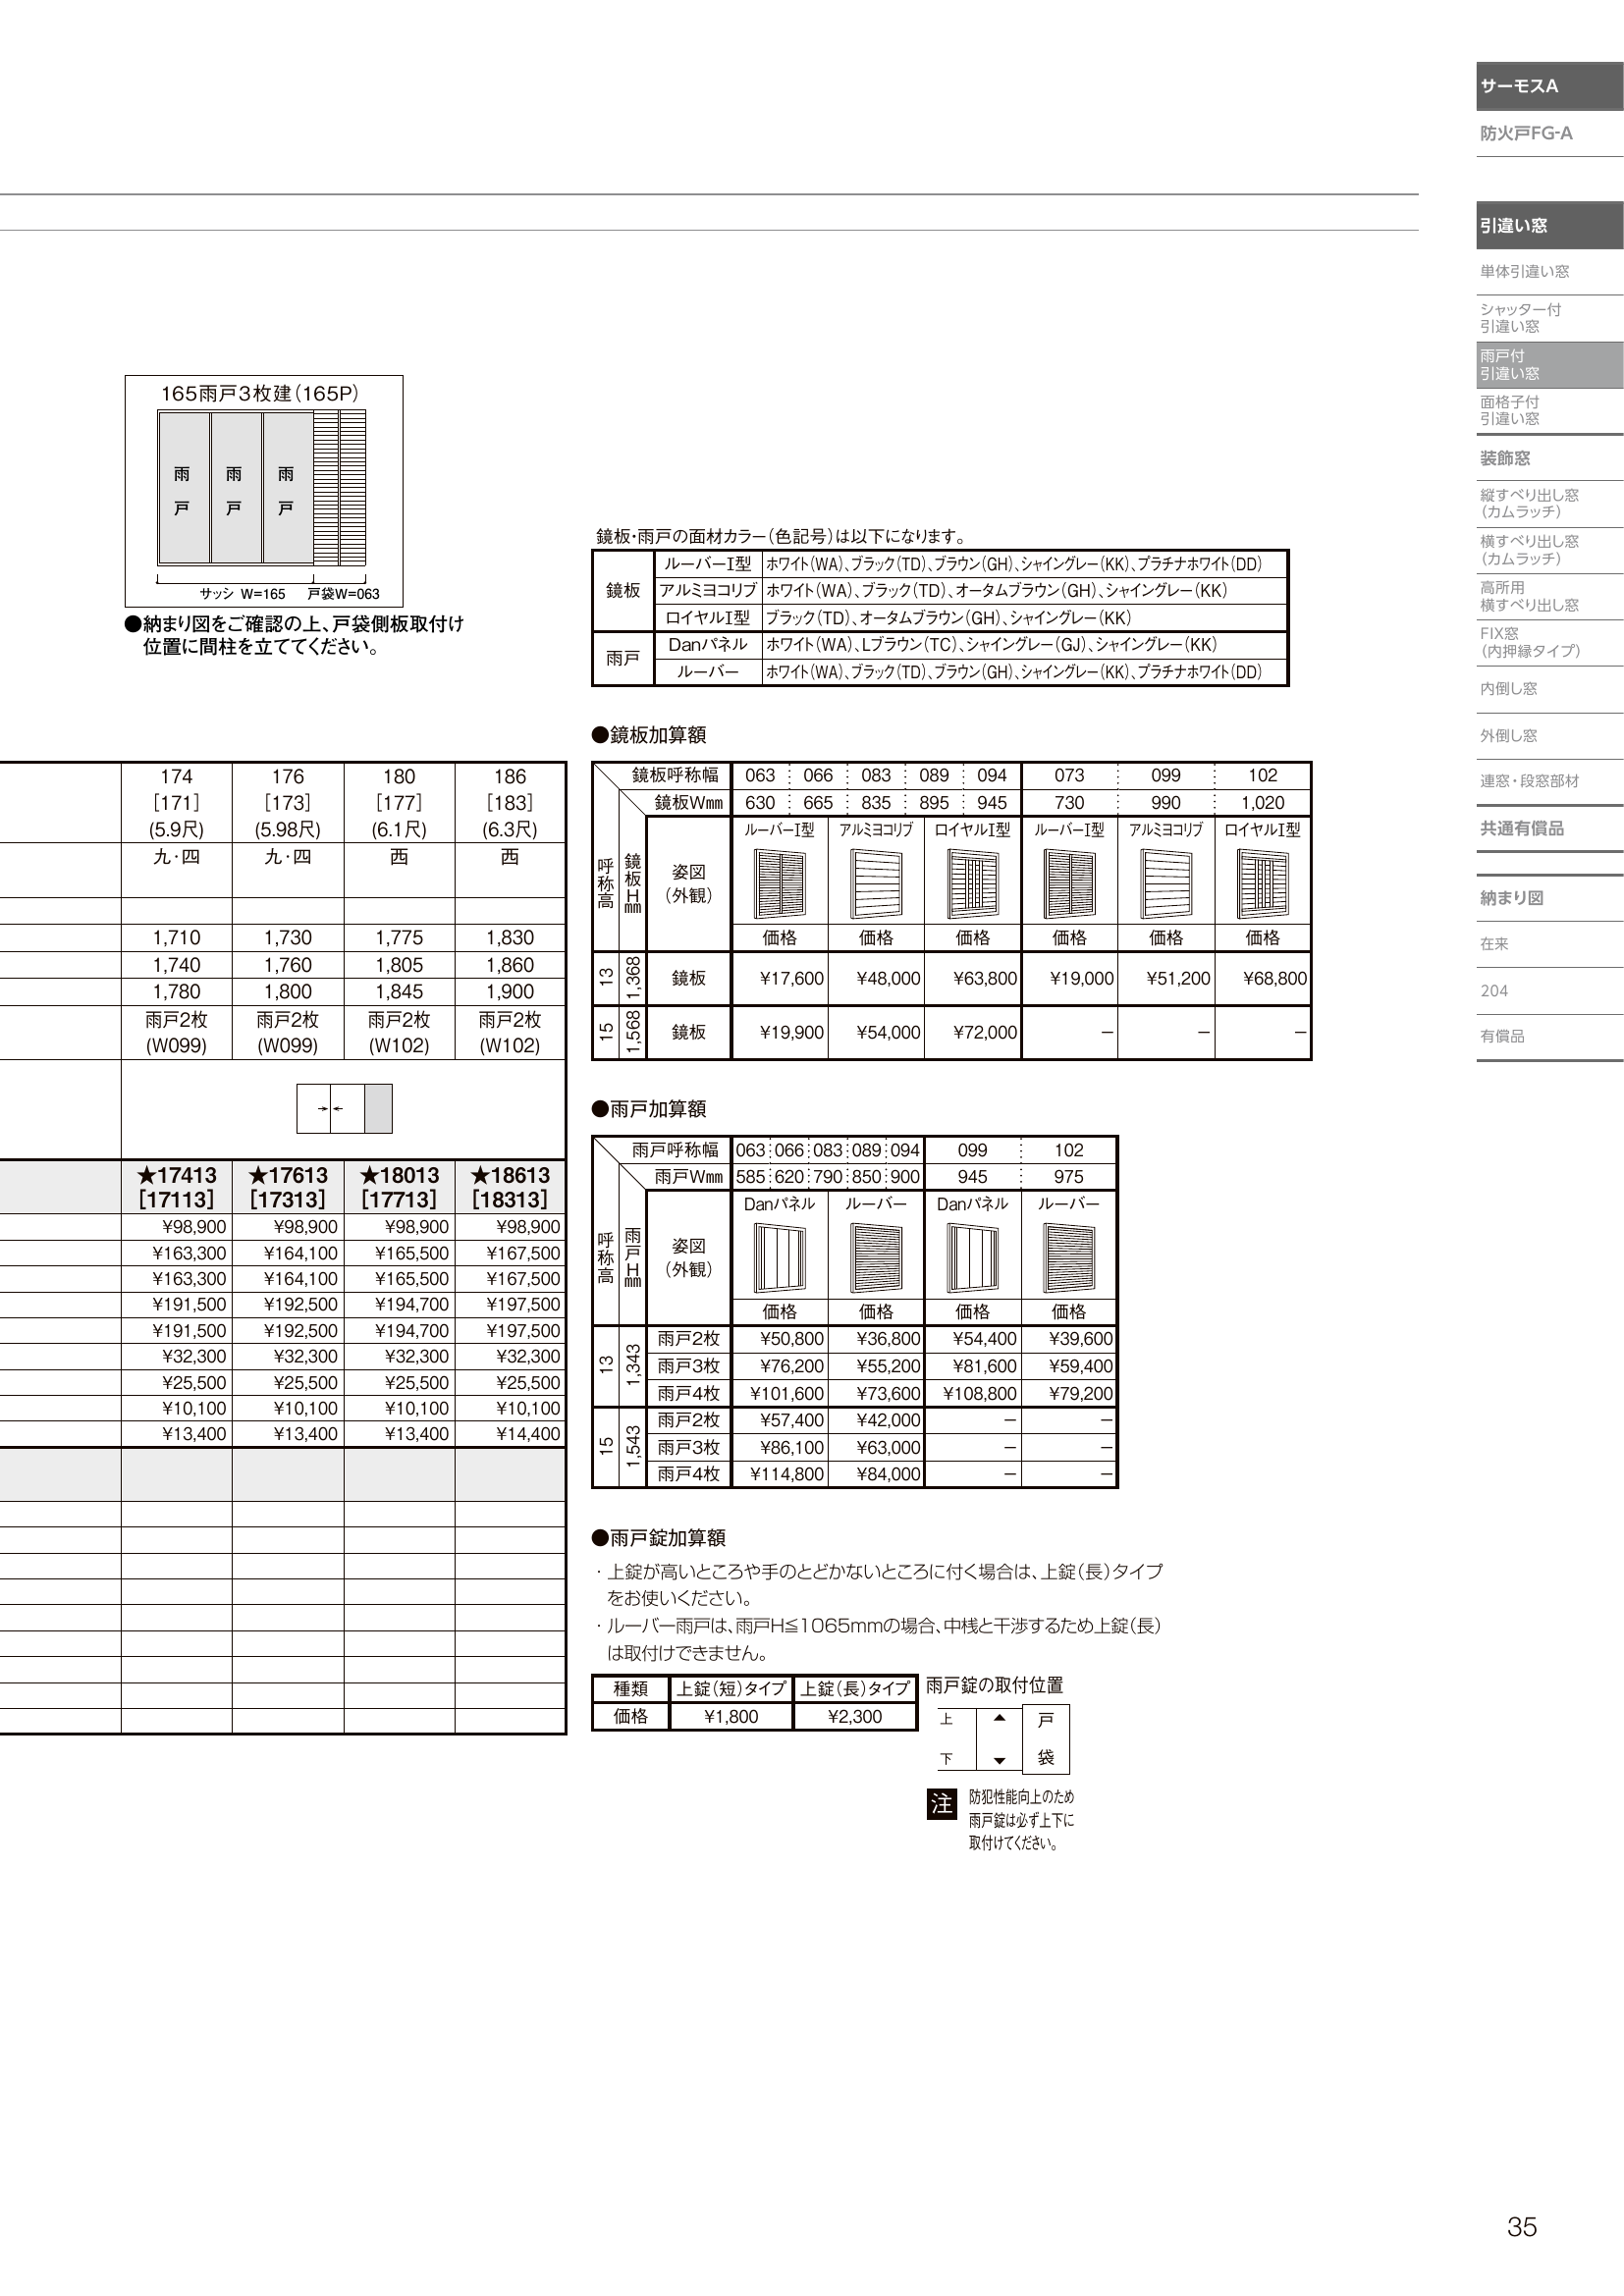 サーモスA
防火戸FG-A
引違い窓
単体引違い窓
シャッター付
引違い窓
雨戸付
引違い窓
面格子付
引違い窓
装飾窓
縦すべり出し窓
(カムラッチ)
横すべり出し窓
(カムラッチ)
高所用
横すべり出し窓
FIX窓
(内押縁タイプ)
内倒し窓
外倒し窓
連窓・段窓部材
共通有償品
納まり図
在来
204
有償品
165雨戸3枚建(165P)
雨 雨 雨
戸 戸 戸
サッシ W=165 戸袋W=063
●納まり図をご確認の上、戸袋側板取付け
位置に間柱を立ててください。
174 176 180 186
[171] [173] [177] [183]
(5.9尺) (5.98尺) (6.1尺) (6.3尺)
九・四 九・四 西 西
1,710 1,730 1,775 1,830
1,740 1,760 1,805 1,860
1,780 1,800 1,845 1,900
雨戸2枚 雨戸2枚 雨戸2枚 雨戸2枚
(W099) (W099) (W102) (W102)
★17413 ★17613 ★18013 ★18613
[17113] [17313] [17713] [18313]
¥98,900 ¥98,900 ¥98,900 ¥98,900
¥163,300 ¥164,100 ¥165,500 ¥167,500
¥163,300 ¥164,100 ¥165,500 ¥167,500
¥191,500 ¥192,500 ¥194,700 ¥197,500
¥191,500 ¥192,500 ¥194,700 ¥197,500
¥32,300 ¥32,300 ¥32,300 ¥32,300
¥25,500 ¥25,500 ¥25,500 ¥25,500
¥10,100 ¥10,100 ¥10,100 ¥10,100
¥13,400 ¥13,400 ¥13,400 ¥14,400
鏡板・雨戸の面材カラー(色記号)は以下になります。
鏡板 ルーバーI型 ホワイト(WA)、ブラック(TD)、ブラウン(GH)、シャイングレー(KK)、プラチナホワイト(DD)
アルミヨコリブ ホワイト(WA)、ブラック(TD)、オータムブラウン(GH)、シャイングレー(KK)
ロイヤルI型 ブラック(TD)、オータムブラウン(GH)、シャイングレー(KK)
雨戸 Danパネル ホワイト(WA)、Lブラウン(TC)、シャイングレー(GJ)、シャイングレー(KK)
ルーバー ホワイト(WA)、ブラック(TD)、ブラウン(GH)、シャイングレー(KK)、プラチナホワイト(DD)
●鏡板加算額
鏡板呼称幅 063 066 083 089 094 073 099 102
鏡板Wmm 630 665 835 895 945 730 990 1,020
呼称高 鏡板Hmm 姿図
(外観)
ルーバーI型 アルミヨコリブ ロイヤルI型 ルーバーI型 アルミヨコリブ ロイヤルI型
価格 価格 価格 価格 価格 価格
13 1,368 鏡板 ¥17,600 ¥48,000 ¥63,800 ¥19,000 ¥51,200 ¥68,800
15 1,568 鏡板 ¥19,900 ¥54,000 ¥72,000 − − −
●雨戸加算額
雨戸呼称幅 063 066 083 089 094 099 102
雨戸Wmm 585 620 790 850 900 945 975
呼称高 雨戸Hmm 姿図
(外観)
Danパネル ルーバー Danパネル ルーバー
価格 価格 価格 価格
13 1,343 雨戸2枚 ¥50,800 ¥36,800 ¥54,400 ¥39,600
雨戸3枚 ¥76,200 ¥55,200 ¥81,600 ¥59,400
雨戸4枚 ¥101,600 ¥73,600 ¥108,800 ¥79,200
15 1,543 雨戸2枚 ¥57,400 ¥42,000 − −
雨戸3枚 ¥86,100 ¥63,000 − −
雨戸4枚 ¥114,800 ¥84,000 − −
●雨戸錠加算額
・上錠が高いところや手のとどかないところに付く場合は、上錠(長)タイプ
をお使いください。
・ルーバー雨戸は、雨戸H≦1065mmの場合、中桟と干渉するため上錠(長)
は取付けできません。
種類 上錠(短)タイプ 上錠(長)タイプ
価格 ¥1,800 ¥2,300
雨戸錠の取付位置
上 戸
下 袋
注 防犯性能向上のため
雨戸錠は必ず上下に
取付けてください。
35